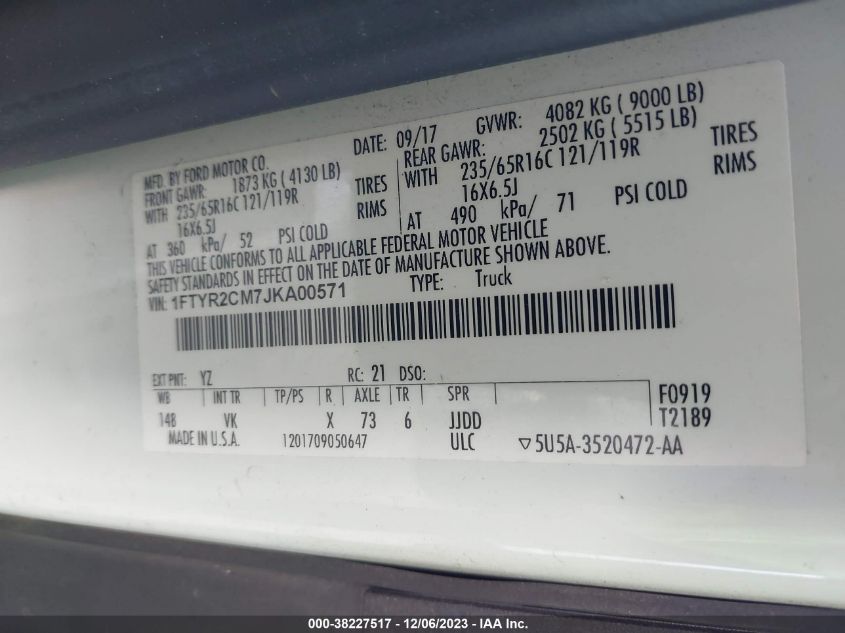 MFD. BY FORD MOTOR CO. DATE: 09/17 GVWR: 4082 KG ( 9000 LB)
FRONT GAWR: 1873 KG ( 4130 LB) REAR GAWR: 2502 KG ( 5515 LB)
WITH 235/65R16C 121/119R TIRES WITH 235/65R16C 121/119R TIRES
16X6.5J RIMS 16X6.5J RIMS
AT 360 kPa/ 52 PSI COLD AT 490 kPa/ 71 PSI COLD
THIS VEHICLE CONFORMS TO ALL APPLICABLE FEDERAL MOTOR VEHICLE
SAFETY STANDARDS IN EFFECT ON THE DATE OF MANUFACTURE SHOWN ABOVE.
VIN: 1FTYR2CM7JKA00571 TYPE: Truck
EXT PNT: YZ RC: 21 DSO:
WB INT TR TP/PS R AXLE TR SPR F0919
148 VK X 73 6 JJDD T2189
MADE IN U.S.A. 1201709050647 ULC ▽5U5A-3520472-AA
000-38227517 - 12/06/2023 - IAA Inc.